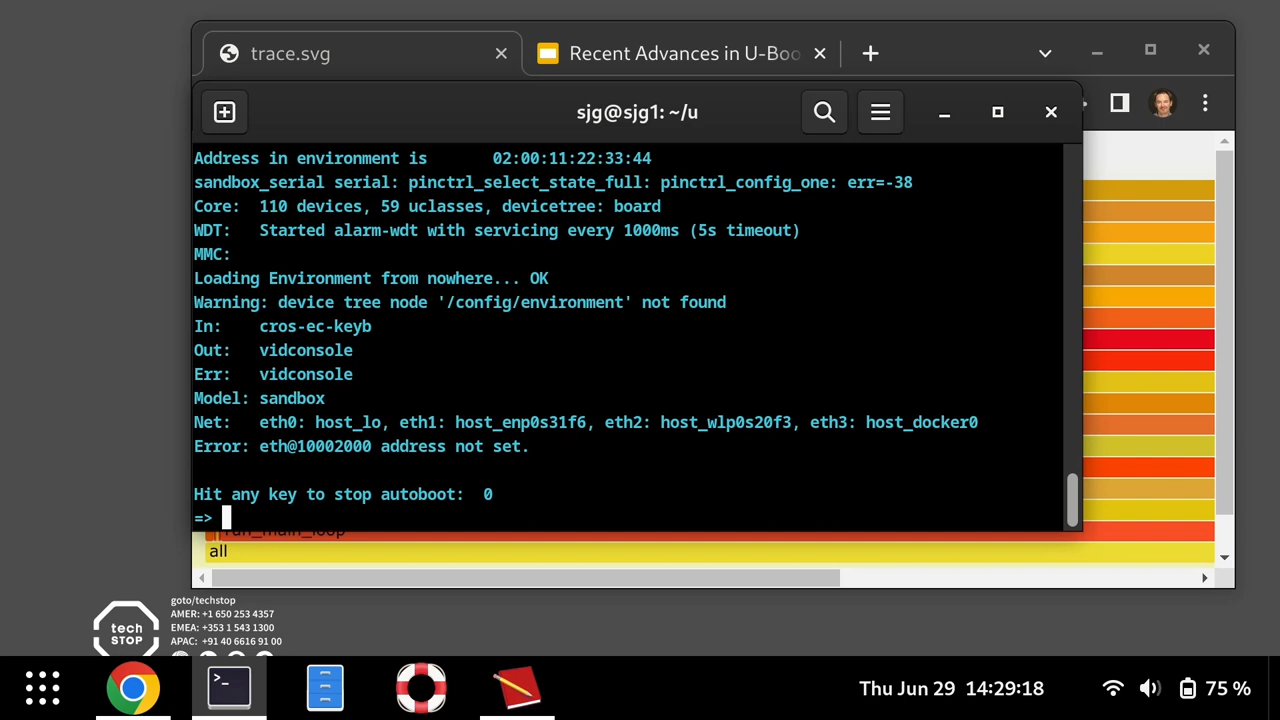 trace.svg
Recent Advances in U-Boo
sjg@sjg1: ~/u
Address in environment is       02:00:11:22:33:44
sandbox_serial serial: pinctrl_select_state_full: pinctrl_config_one: err=-38
Core:  110 devices, 59 uclasses, devicetree: board
WDT:   Started alarm-wdt with servicing every 1000ms (5s timeout)
MMC:
Loading Environment from nowhere... OK
Warning: device tree node '/config/environment' not found
In:    cros-ec-keyb
Out:   vidconsole
Err:   vidconsole
Model: sandbox
Net:   eth0: host_lo, eth1: host_enp0s31f6, eth2: host_wlp0s20f3, eth3: host_docker0
Error: eth@10002000 address not set.
Hit any key to stop autoboot:  0
=>
run_main_loop
all
goto/techstop
AMER: +1 650 253 4357
EMEA: +353 1 543 1300
APAC: +91 40 6616 91 00
tech
STOP
Thu Jun 29  14:29:18
75 %